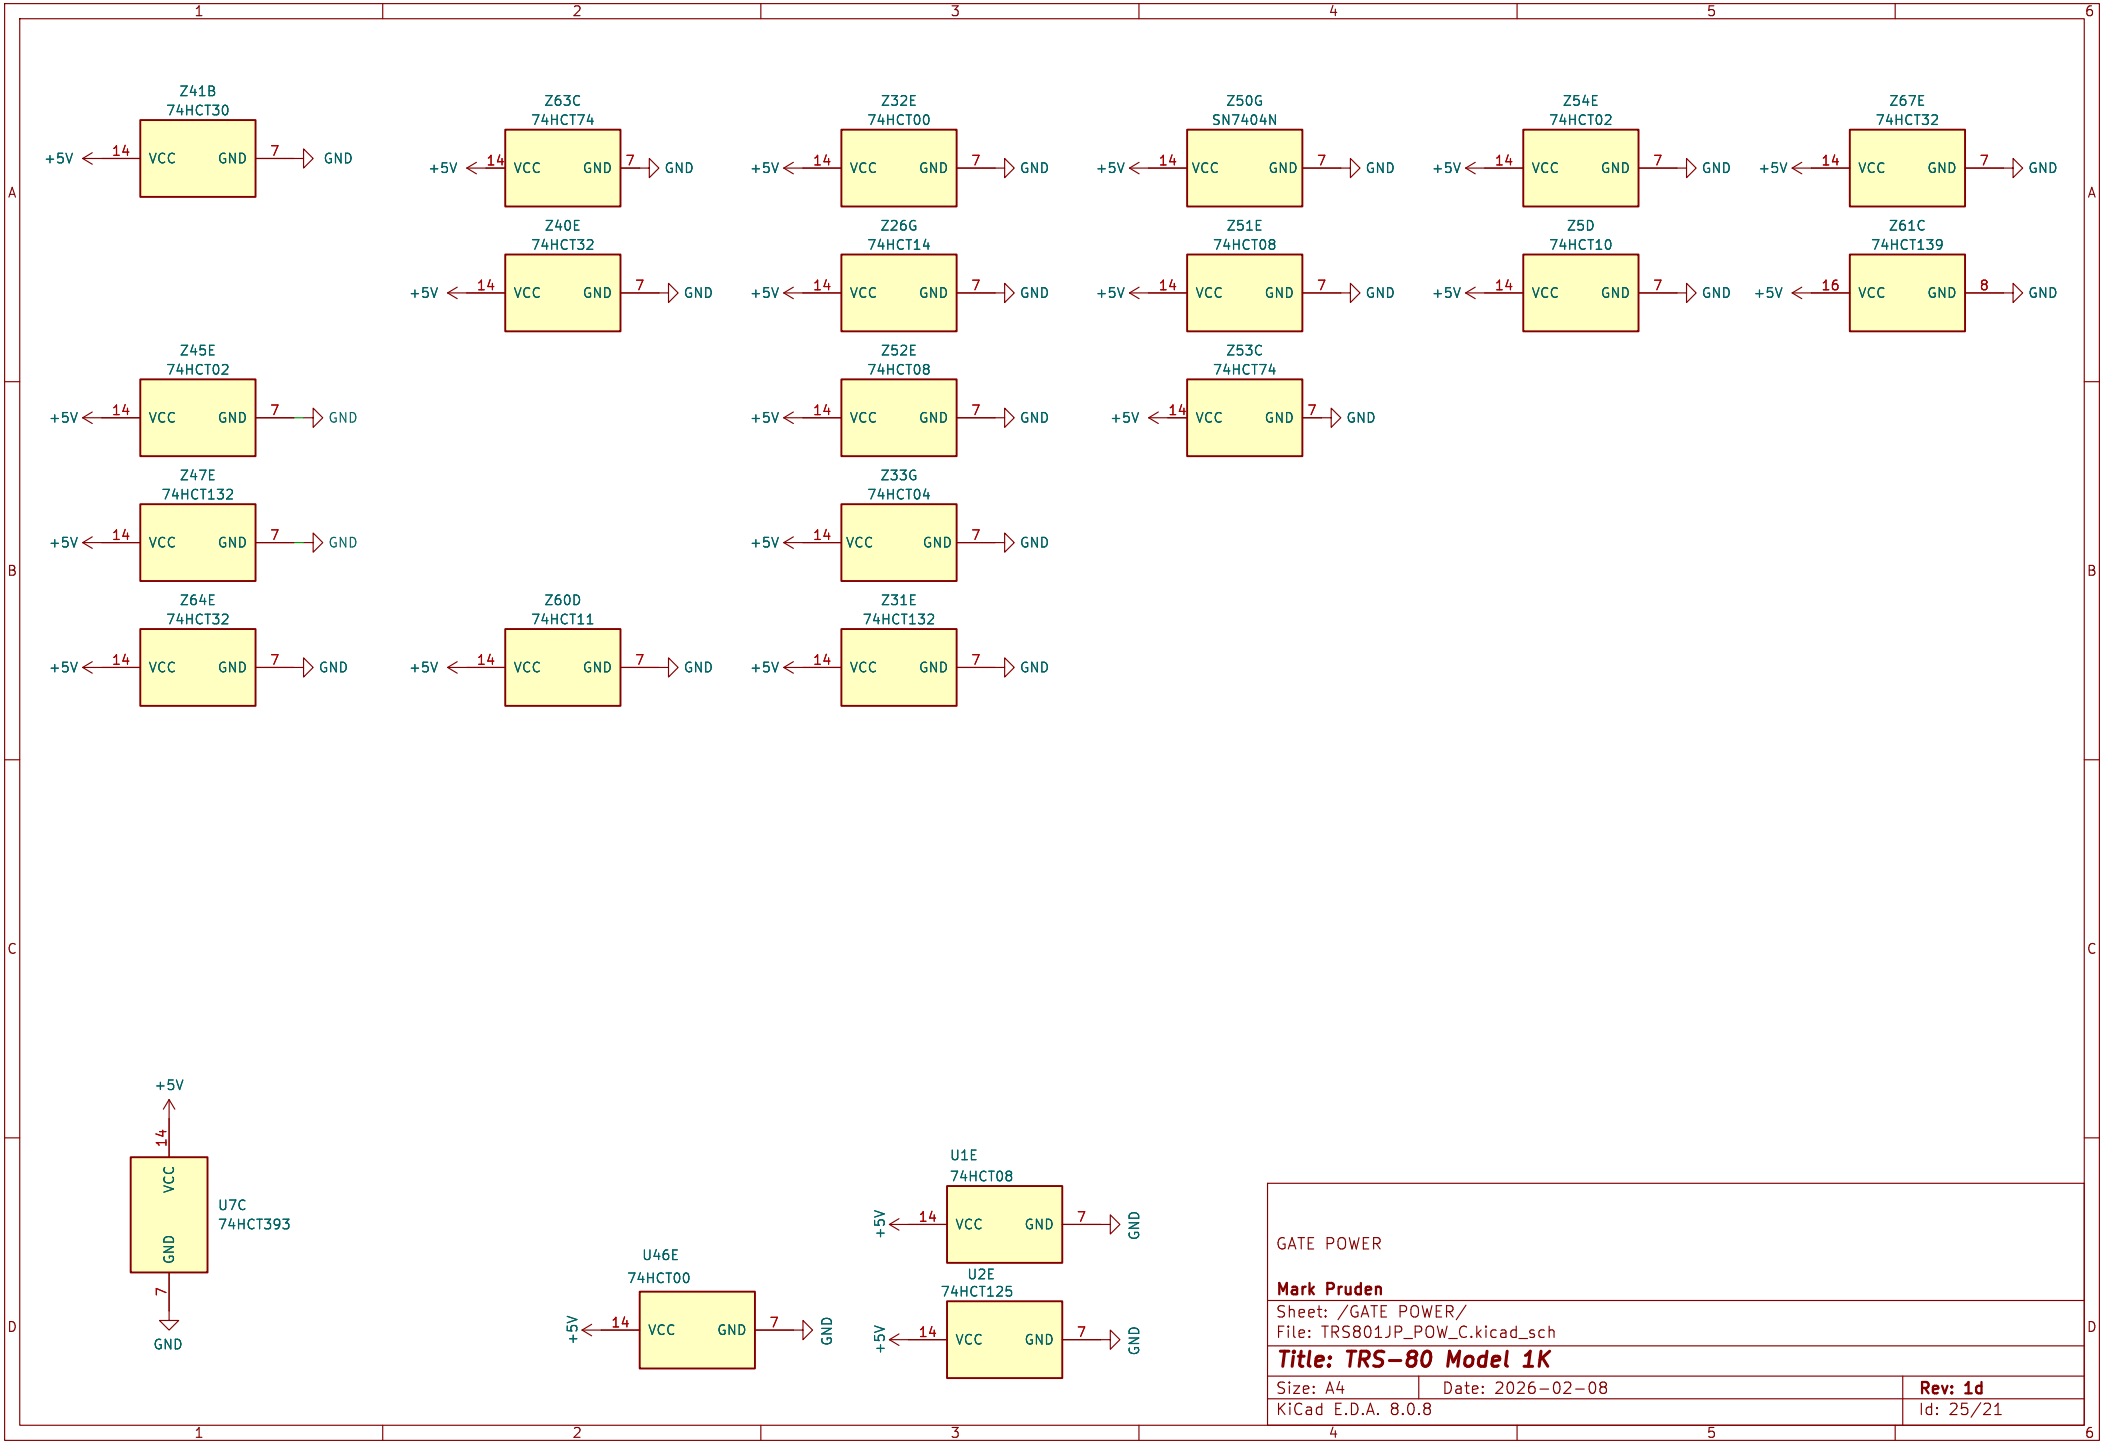 1 2 3 4 5 6
Z41B
74HCT30
+5V 14 VCC GND 7 GND
Z63C
74HCT74
+5V 14 VCC GND 7 GND
Z32E
74HCT00
+5V 14 VCC GND 7 GND
Z50G
SN7404N
+5V 14 VCC GND 7 GND
Z54E
74HCT02
+5V 14 VCC GND 7 GND
Z67E
74HCT32
+5V 14 VCC GND 7 GND
A A
Z40E
74HCT32
+5V 14 VCC GND 7 GND
Z26G
74HCT14
+5V 14 VCC GND 7 GND
Z51E
74HCT08
+5V 14 VCC GND 7 GND
Z5D
74HCT10
+5V 14 VCC GND 7 GND
Z61C
74HCT139
+5V 16 VCC GND 8 GND
Z45E
74HCT02
+5V 14 VCC GND 7 GND
Z52E
74HCT08
+5V 14 VCC GND 7 GND
Z53C
74HCT74
+5V 14 VCC GND 7 GND
Z47E
74HCT132
+5V 14 VCC GND 7 GND
Z33G
74HCT04
+5V 14 VCC GND 7 GND
B B
Z64E
74HCT32
+5V 14 VCC GND 7 GND
Z60D
74HCT11
+5V 14 VCC GND 7 GND
Z31E
74HCT132
+5V 14 VCC GND 7 GND
C C
+5V
14
VCC
U7C
74HCT393
GND
7
GND
U46E
74HCT00
+5V 14 VCC GND 7 GND
U1E
74HCT08
+5V 14 VCC GND 7 GND
U2E
74HCT125
+5V 14 VCC GND 7 GND
D D
GATE POWER
Mark Pruden
Sheet: /GATE POWER/
File: TRS801JP_POW_C.kicad_sch
Title: TRS-80 Model 1K
Size: A4 Date: 2026-02-08 Rev: 1d
KiCad E.D.A. 8.0.8 Id: 25/21
1 2 3 4 5 6